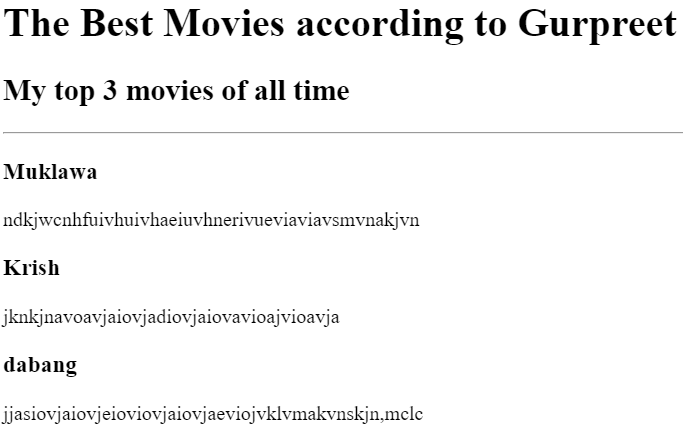 The Best Movies according to Gurpreet
My top 3 movies of all time
Muklawa
ndkjwcnhfuivhuivhaeiuvhnerivueviaviavsmvnakjvn
Krish
jknkjnavoavjaiovjadiovjaiovavioajvioavja
dabang
jjasiovjaiovjeioviovjaiovjaeviojvklvmakvnskjn,mclc